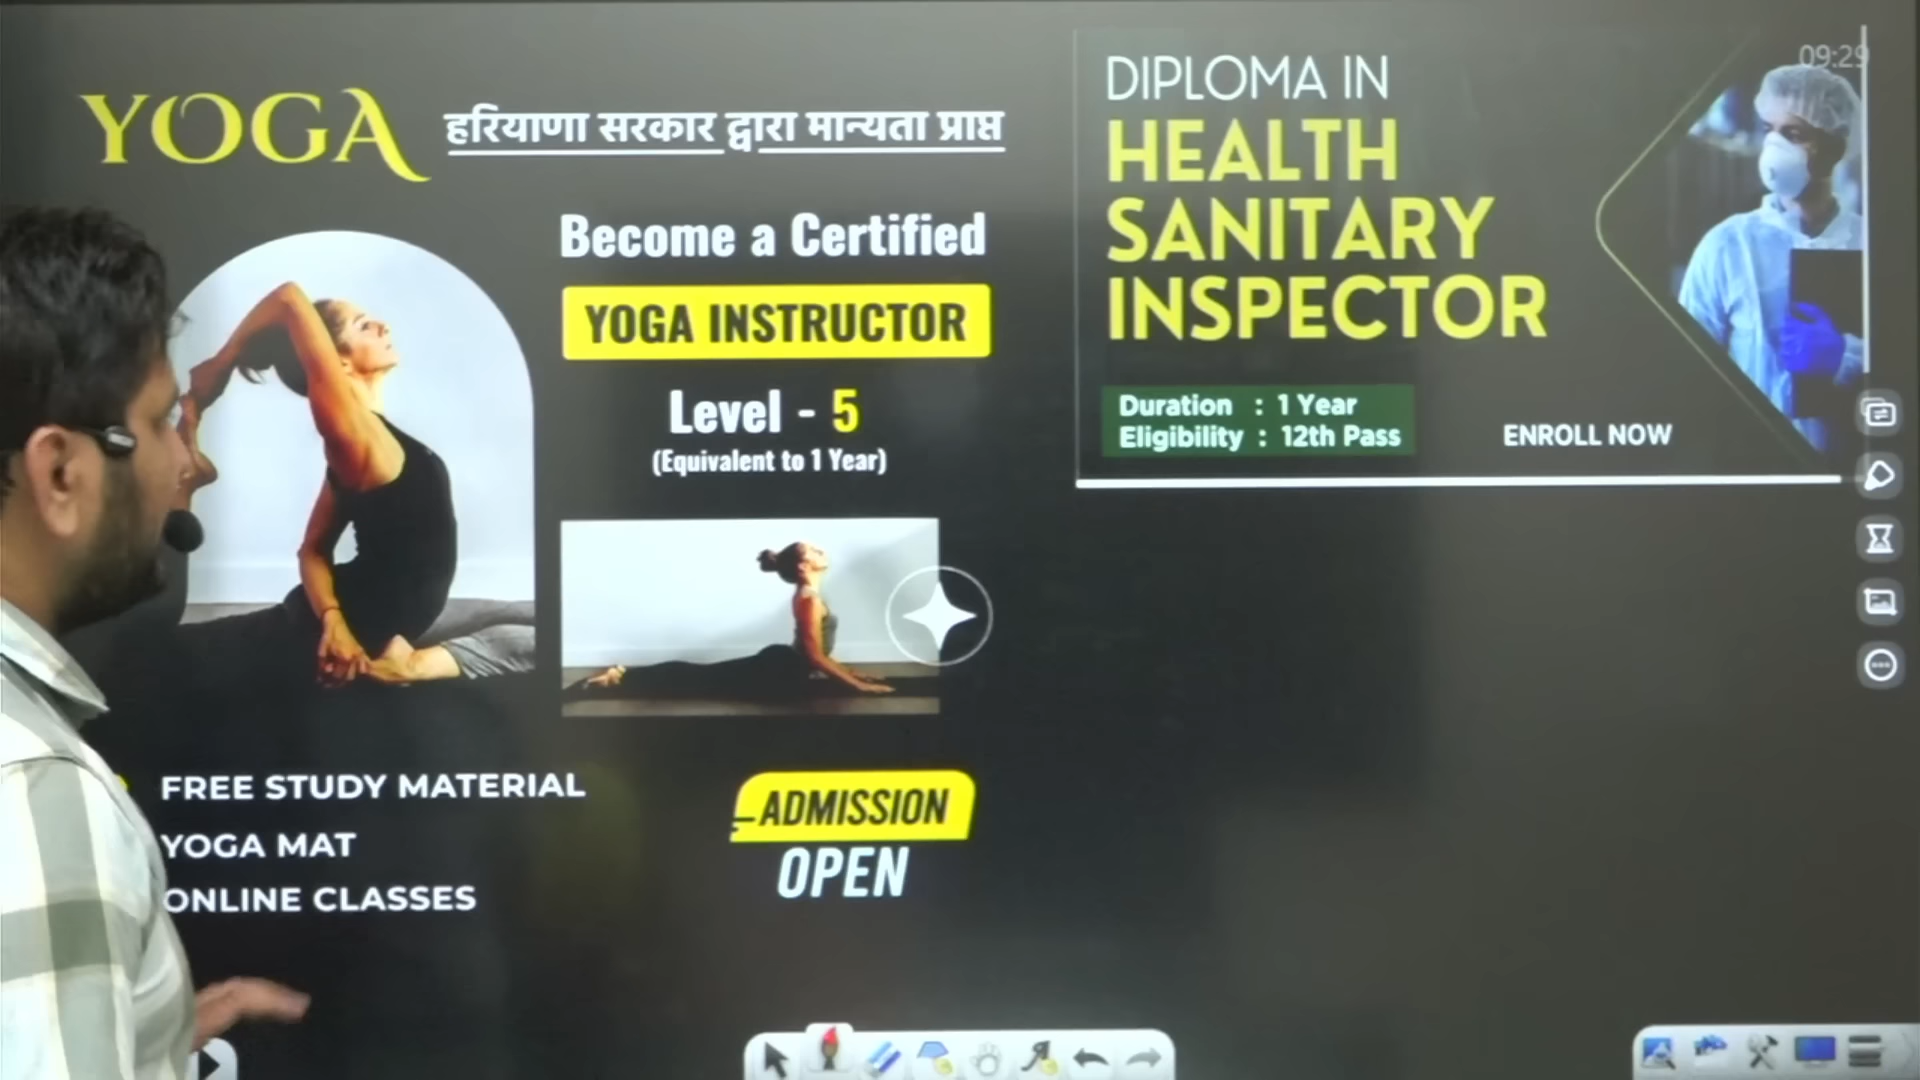 YOGA
हरियाणा सरकार द्वारा मान्यता प्राप्त
Become a Certified
YOGA INSTRUCTOR
Level - 5
(Equivalent to 1 Year)
FREE STUDY MATERIAL
YOGA MAT
ONLINE CLASSES
ADMISSION
OPEN
09:29
DIPLOMA IN
HEALTH
SANITARY
INSPECTOR
Duration : 1 Year
Eligibility : 12th Pass
ENROLL NOW